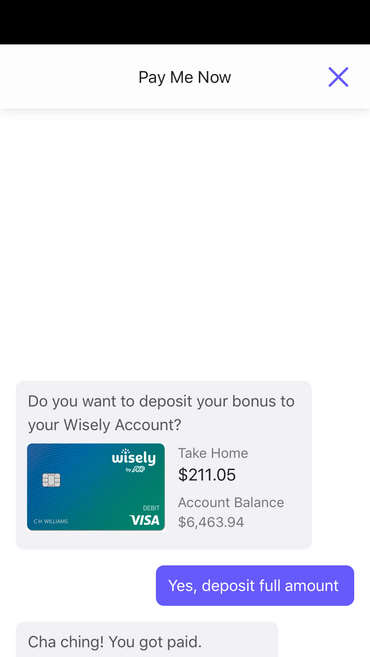 Pay Me Now
Do you want to deposit your bonus to
your Wisely Account?
wisely
by ADP
DEBIT
VISA
C H WILLIAMS
Take Home
$211.05
Account Balance
$6,463.94
Yes, deposit full amount
Cha ching! You got paid.